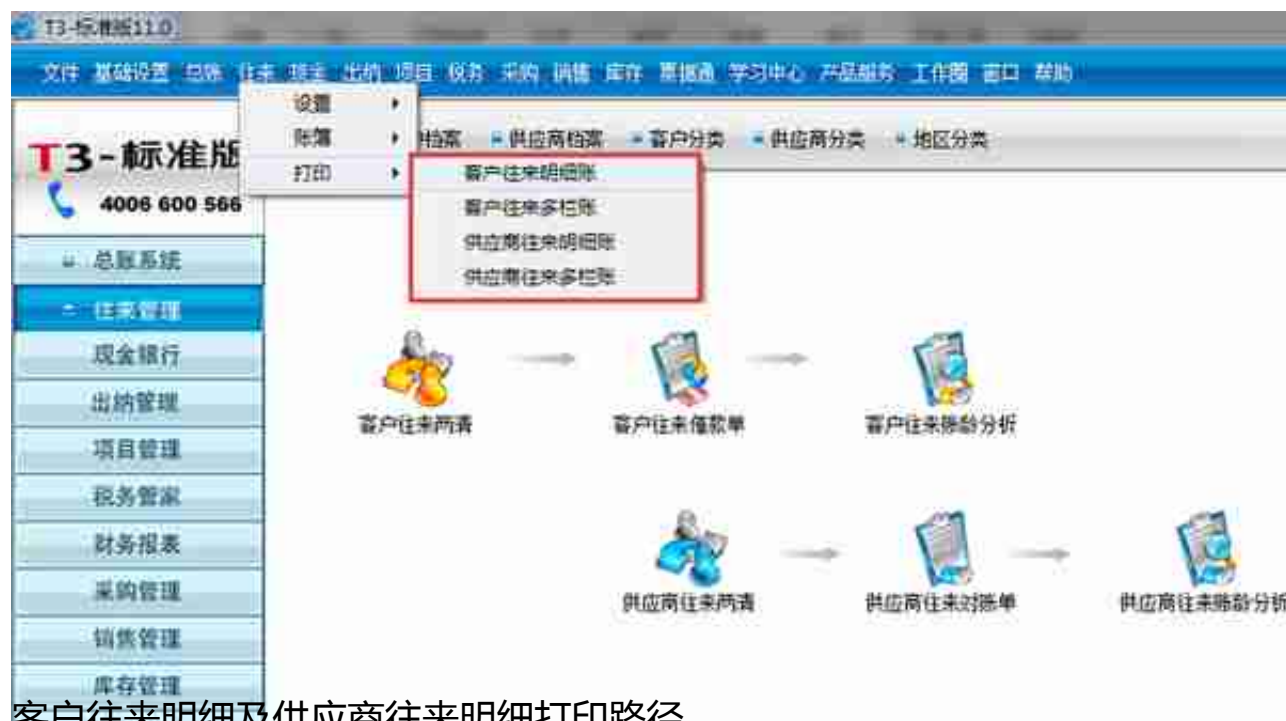 T3-标准版11.0
文件 基础设置 总账 往来 现金 出纳 项目 税务 采购 销售 库存 票据通 学习中心 产品服务 工作圈 窗口 帮助
设置
账簿
打印
档案 供应商档案 客户分类 供应商分类 地区分类
客户往来明细账
客户往来多栏账
供应商往来明细账
供应商往来多栏账
T3-标准版
4006 600 566
总账系统
往来管理
现金银行
出纳管理
项目管理
税务管家
财务报表
采购管理
销售管理
库存管理
客户往来两清 客户往来催款单 客户往来账龄分析
供应商往来两清 供应商往来对账单 供应商往来账龄分析
客户往来明细及供应商往来明细打印路径